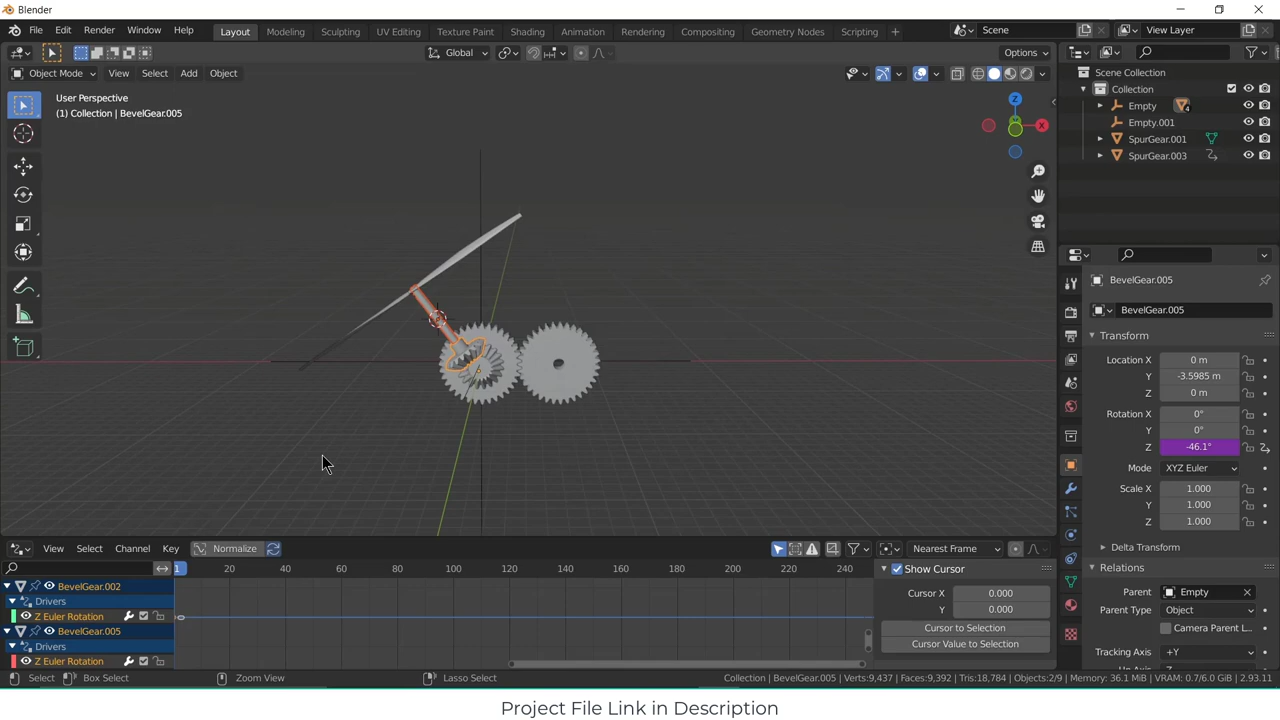 Blender
File Edit Render Window Help Layout Modeling Sculpting UV Editing Texture Paint Shading Animation Rendering Compositing Geometry Nodes Scripting + Scene View Layer
Global Options
Object Mode View Select Add Object
User Perspective
(1) Collection | BevelGear.005
Z
X
Scene Collection
Collection
Empty 4
Empty.001
SpurGear.001
SpurGear.003
BevelGear.005
BevelGear.005
Transform
Location X 0 m
Y -3.5985 m
Z 0 m
Rotation X 0°
Y 0°
Z -46.1°
Mode XYZ Euler
Scale X 1.000
Y 1.000
Z 1.000
Delta Transform
Relations
Parent Empty
Parent Type Object
Camera Parent L...
Tracking Axis +Y
View Select Channel Key Normalize Nearest Frame
1 20 40 60 80 100 120 140 160 180 200 220 240
BevelGear.002
Drivers
Z Euler Rotation
BevelGear.005
Drivers
Z Euler Rotation
Show Cursor
Cursor X 0.000
Y 0.000
Cursor to Selection
Cursor Value to Selection
Select Box Select Zoom View Lasso Select Collection | BevelGear.005 | Verts:9,437 | Faces:9,392 | Tris:18,784 | Objects:2/9 | Memory: 36.1 MiB | VRAM: 0.7/6.0 GiB | 2.93.11
Project File Link in Description